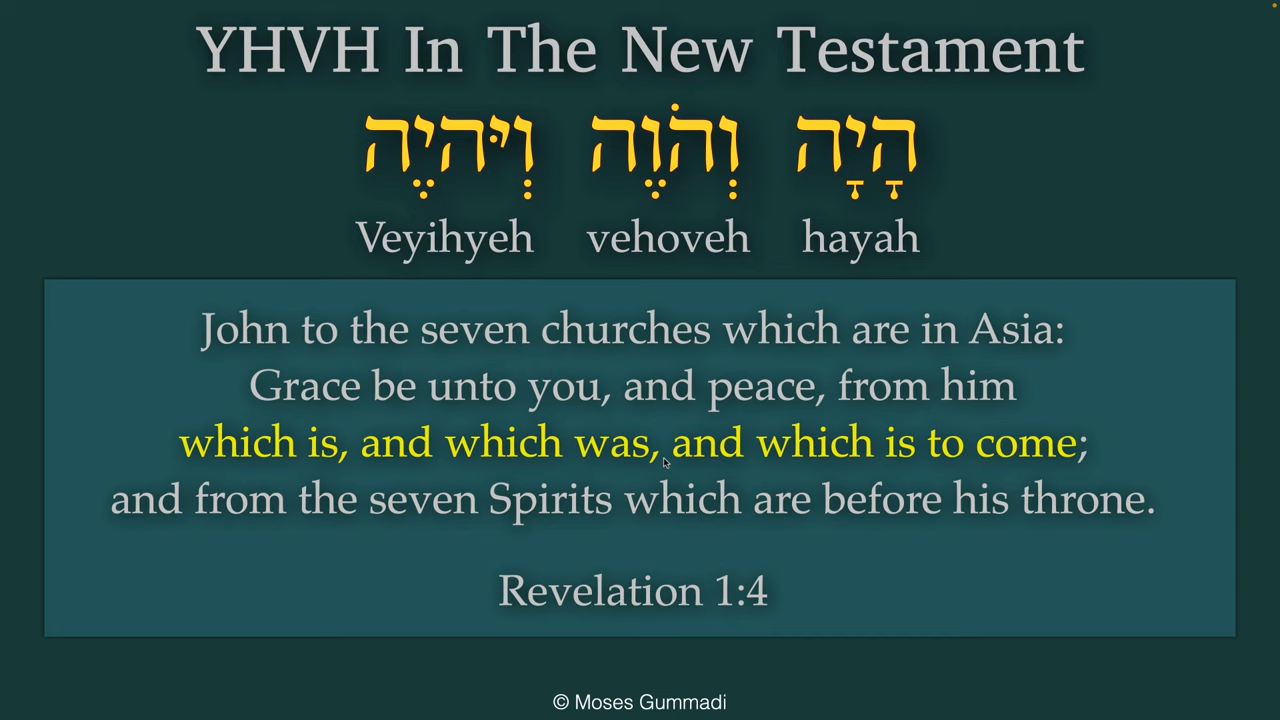 YHVH In The New Testament
הָיָה וְהֹוֶה וְיּהיֶה
Veyihyeh vehoveh hayah
John to the seven churches which are in Asia:
Grace be unto you, and peace, from him
which is, and which was, and which is to come;
and from the seven Spirits which are before his throne.
Revelation 1:4
© Moses Gummadi